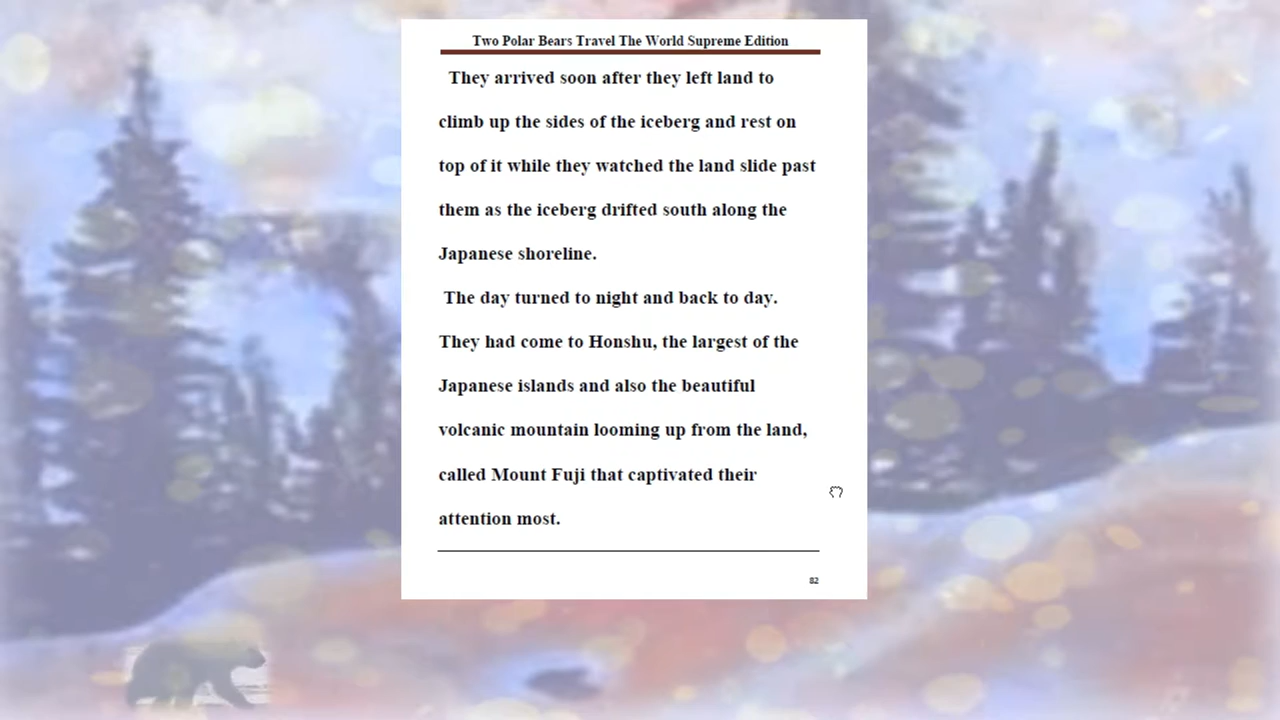 Two Polar Bears Travel The World Supreme Edition
They arrived soon after they left land to
climb up the sides of the iceberg and rest on
top of it while they watched the land slide past
them as the iceberg drifted south along the
Japanese shoreline.
The day turned to night and back to day.
They had come to Honshu, the largest of the
Japanese islands and also the beautiful
volcanic mountain looming up from the land,
called Mount Fuji that captivated their
attention most.
82